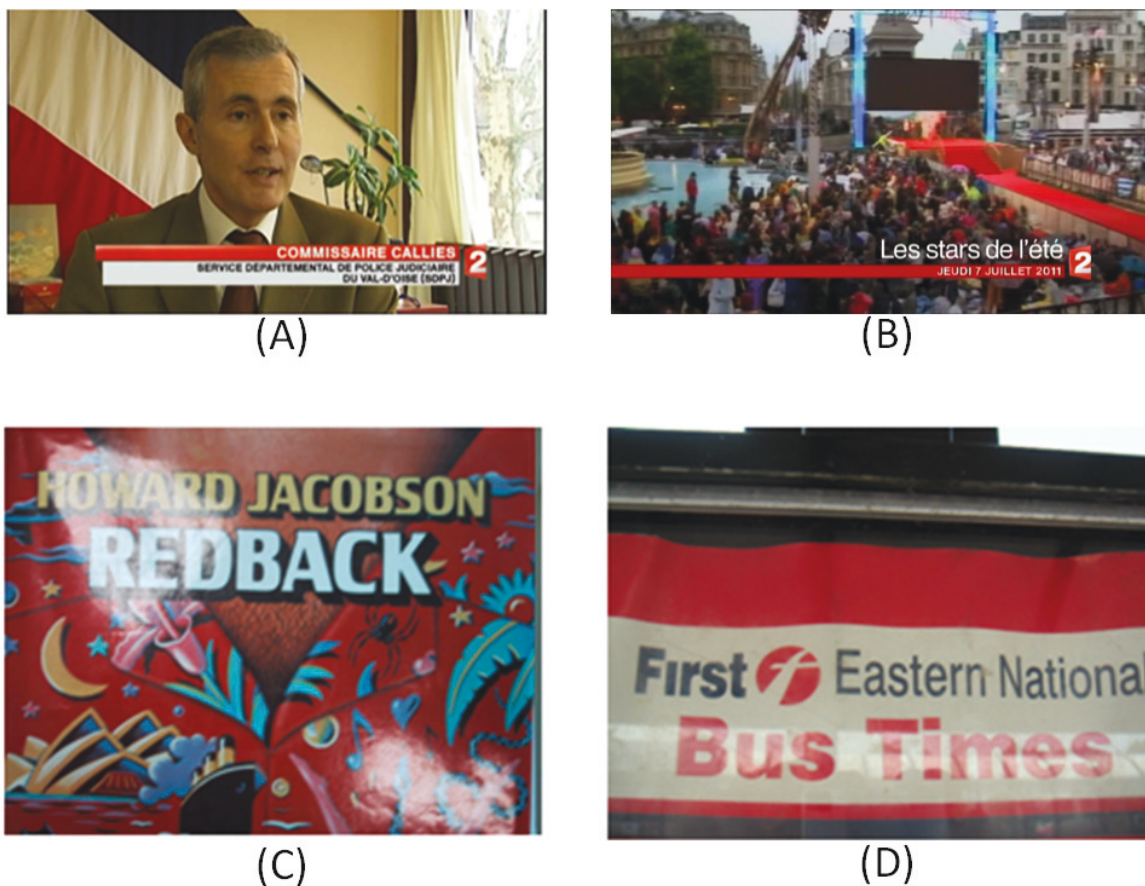 COMMISSAIRE CALLIES
SERVICE DÉPARTEMENTAL DE POLICE JUDICIAIRE
DU VAL-D'OISE (SDPJ)
2
(A)
Les stars de l'été
JEUDI 7 JUILLET 2011
2
(B)
HOWARD JACOBSON
REDBACK
(C)
First f Eastern National
Bus Times
(D)